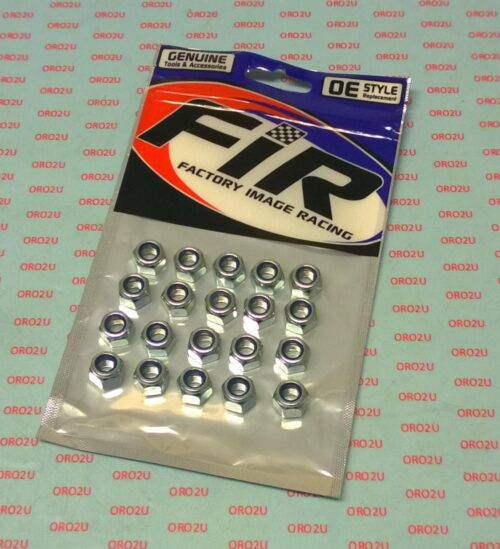 GENUINE
Tools & Accessories
OE STYLE
Replacement
FIR
FACTORY IMAGE RACING
ORO2U